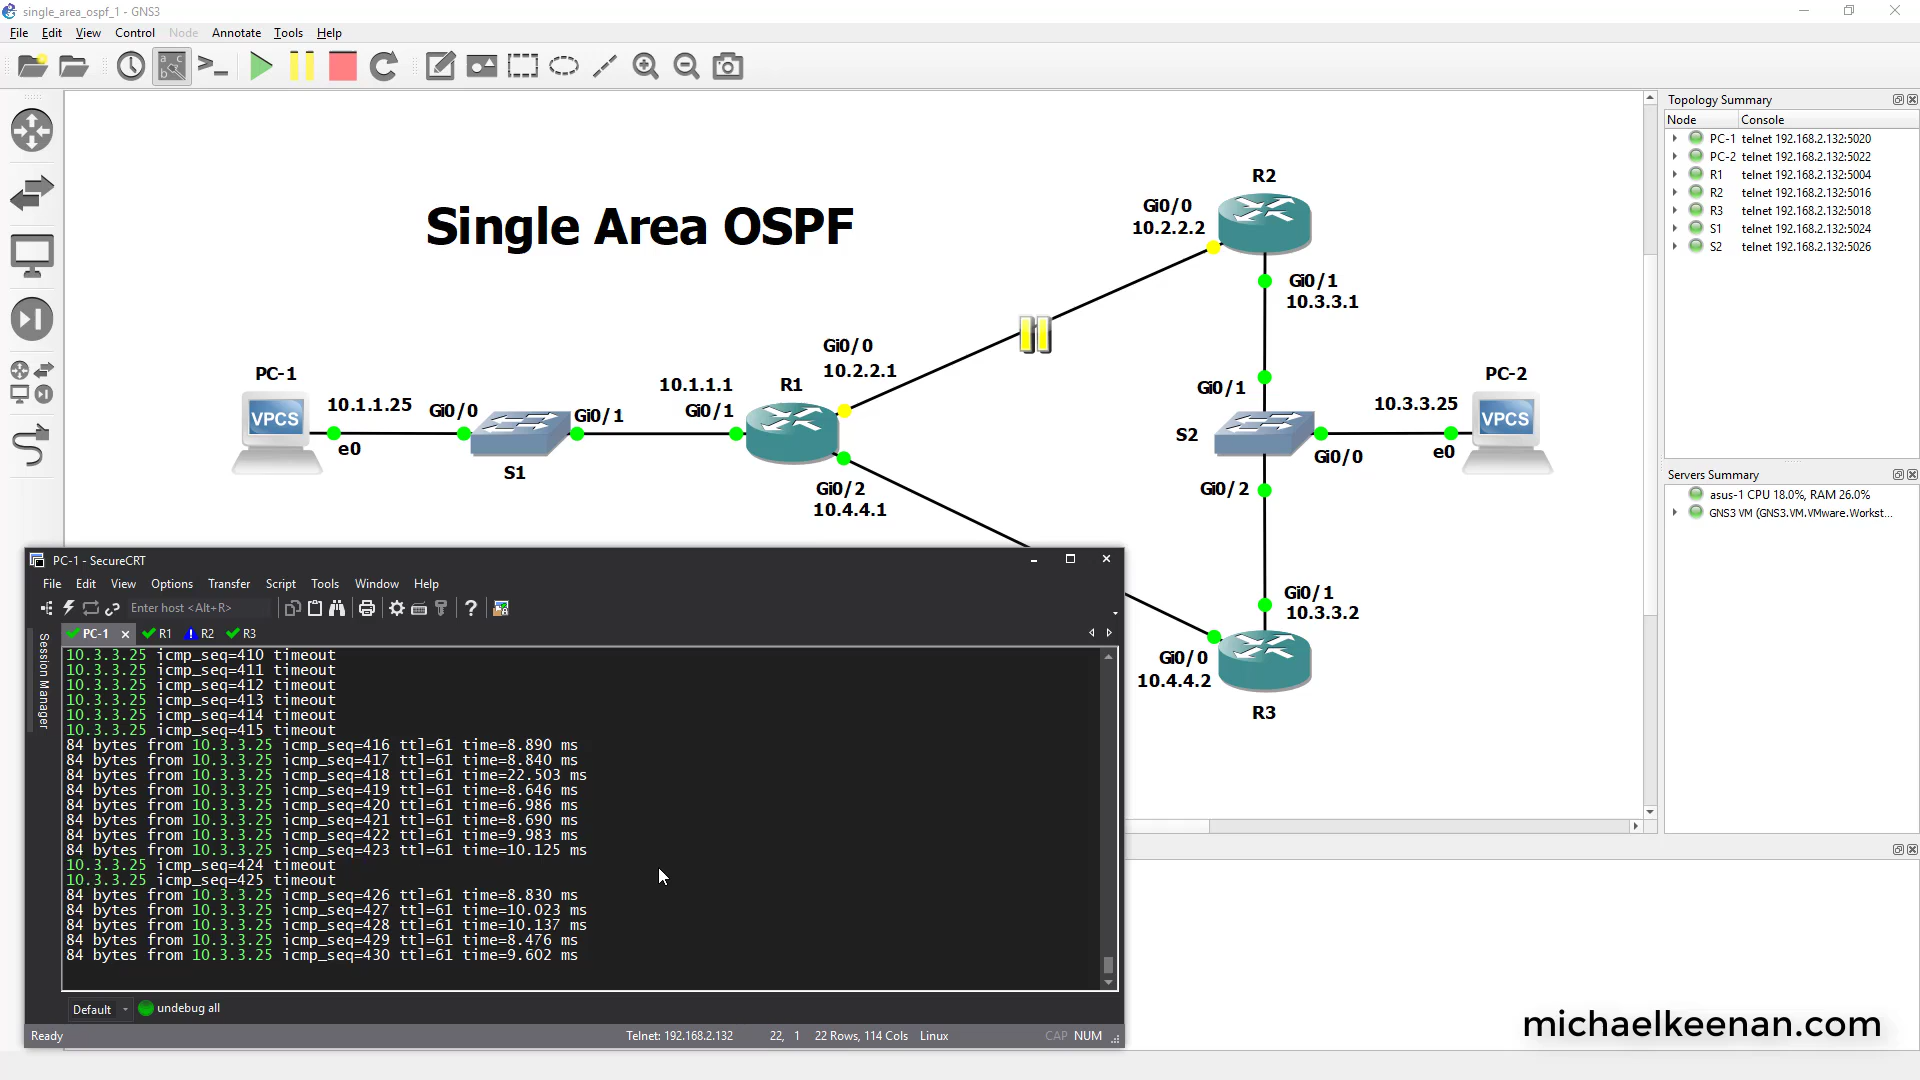 single_area_ospf_1 - GNS3
File Edit View Control Node Annotate Tools Help
Topology Summary
Node Console
PC-1 telnet 192.168.2.132:5020
PC-2 telnet 192.168.2.132:5022
R1 telnet 192.168.2.132:5004
R2 telnet 192.168.2.132:5016
R3 telnet 192.168.2.132:5018
S1 telnet 192.168.2.132:5024
S2 telnet 192.168.2.132:5026
Servers Summary
asus-1 CPU 18.0%, RAM 26.0%
GNS3 VM (GNS3.VM.VMware.Workst...
Single Area OSPF
R2
Gi0/0
10.2.2.2
Gi0/1
10.3.3.1
Gi0/0
10.2.2.1
PC-1
VPCS
10.1.1.25
e0
Gi0/0
S1
Gi0/1
10.1.1.1
Gi0/1
R1
Gi0/2
10.4.4.1
Gi0/1
S2
Gi0/2
Gi0/0
10.3.3.25
e0
PC-2
VPCS
Gi0/1
10.3.3.2
Gi0/0
10.4.4.2
R3
PC-1 - SecureCRT
File Edit View Options Transfer Script Tools Window Help
Enter host <Alt+R>
PC-1 R1 R2 R3
Session Manager
10.3.3.25 icmp_seq=410 timeout
10.3.3.25 icmp_seq=411 timeout
10.3.3.25 icmp_seq=412 timeout
10.3.3.25 icmp_seq=413 timeout
10.3.3.25 icmp_seq=414 timeout
10.3.3.25 icmp_seq=415 timeout
84 bytes from 10.3.3.25 icmp_seq=416 ttl=61 time=8.890 ms
84 bytes from 10.3.3.25 icmp_seq=417 ttl=61 time=8.840 ms
84 bytes from 10.3.3.25 icmp_seq=418 ttl=61 time=22.503 ms
84 bytes from 10.3.3.25 icmp_seq=419 ttl=61 time=8.646 ms
84 bytes from 10.3.3.25 icmp_seq=420 ttl=61 time=6.986 ms
84 bytes from 10.3.3.25 icmp_seq=421 ttl=61 time=8.690 ms
84 bytes from 10.3.3.25 icmp_seq=422 ttl=61 time=9.983 ms
84 bytes from 10.3.3.25 icmp_seq=423 ttl=61 time=10.125 ms
10.3.3.25 icmp_seq=424 timeout
10.3.3.25 icmp_seq=425 timeout
84 bytes from 10.3.3.25 icmp_seq=426 ttl=61 time=8.830 ms
84 bytes from 10.3.3.25 icmp_seq=427 ttl=61 time=10.023 ms
84 bytes from 10.3.3.25 icmp_seq=428 ttl=61 time=10.137 ms
84 bytes from 10.3.3.25 icmp_seq=429 ttl=61 time=8.476 ms
84 bytes from 10.3.3.25 icmp_seq=430 ttl=61 time=9.602 ms
Default undebug all
Ready Telnet: 192.168.2.132 22, 1 22 Rows, 114 Cols Linux CAP NUM
michaelkeenan.com